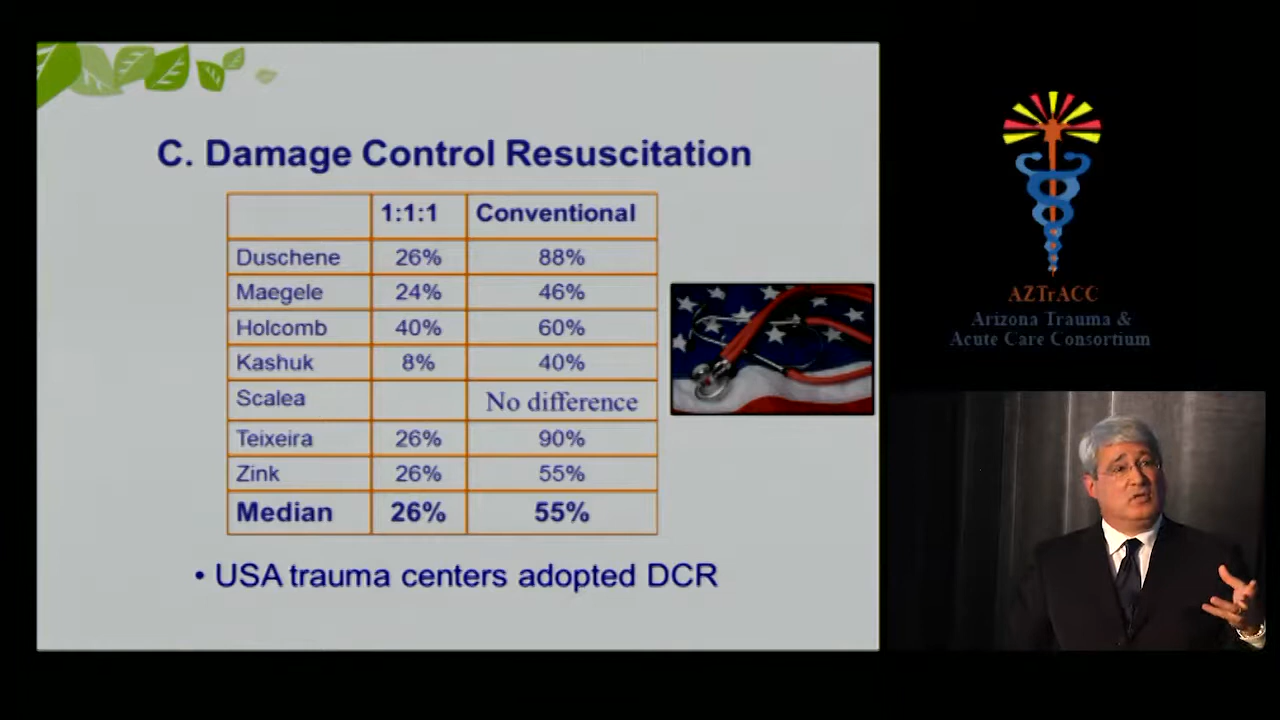 C. Damage Control Resuscitation
1:1:1 Conventional
Duschene 26% 88%
Maegele 24% 46%
Holcomb 40% 60%
Kashuk 8% 40%
Scalea No difference
Teixeira 26% 90%
Zink 26% 55%
Median 26% 55%
• USA trauma centers adopted DCR
AZTrACC
Arizona Trauma &
Acute Care Consortium